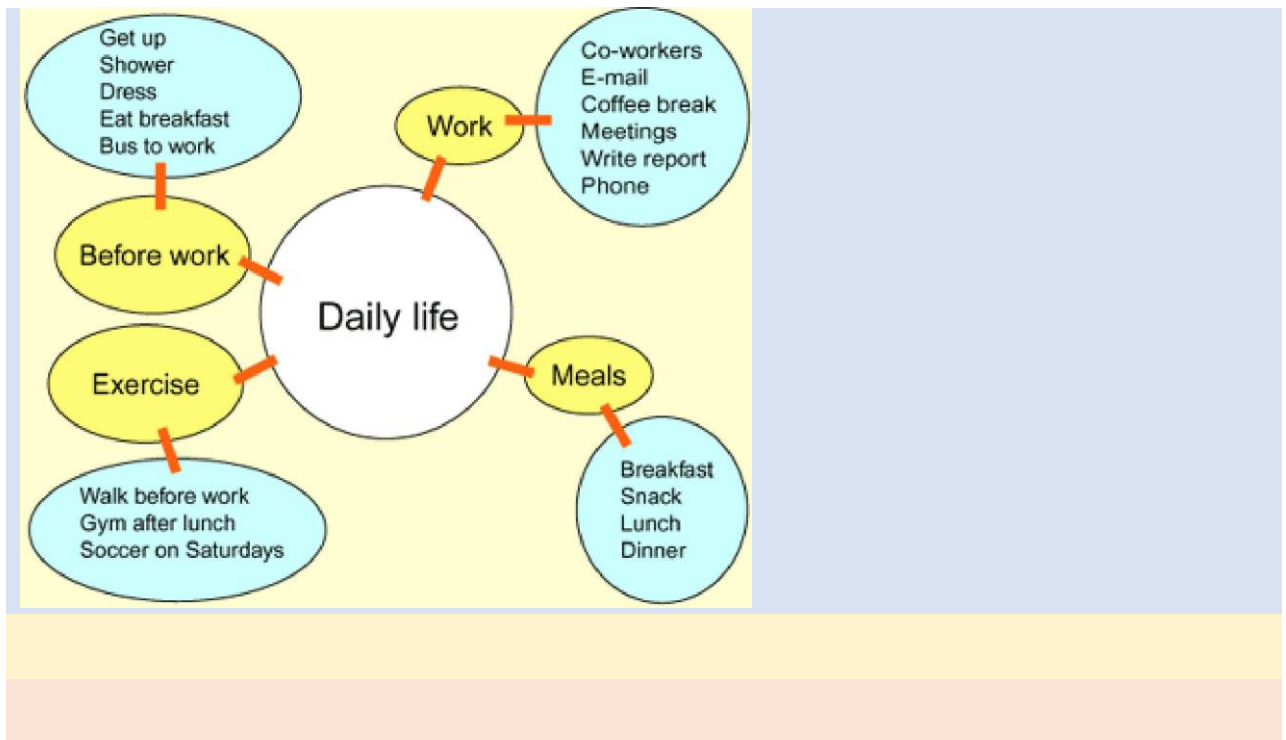 Get up
Shower
Dress
Eat breakfast
Bus to work
Before work
Work
Co-workers
E-mail
Coffee break
Meetings
Write report
Phone
Daily life
Exercise
Walk before work
Gym after lunch
Soccer on Saturdays
Meals
Breakfast
Snack
Lunch
Dinner